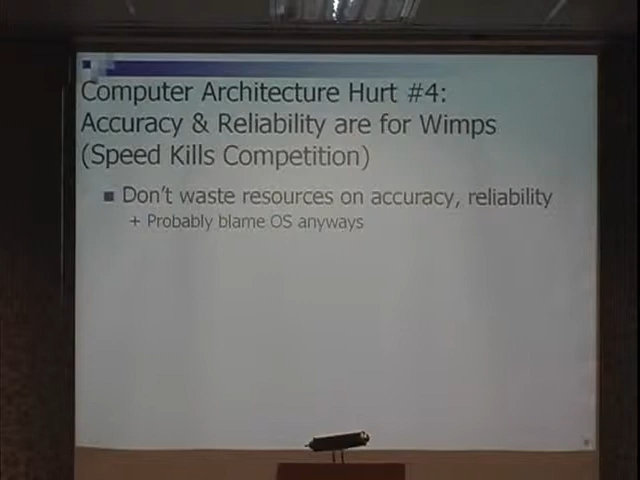 Computer Architecture Hurt #4:
Accuracy & Reliability are for Wimps
(Speed Kills Competition)
Don't waste resources on accuracy, reliability
+ Probably blame OS anyways